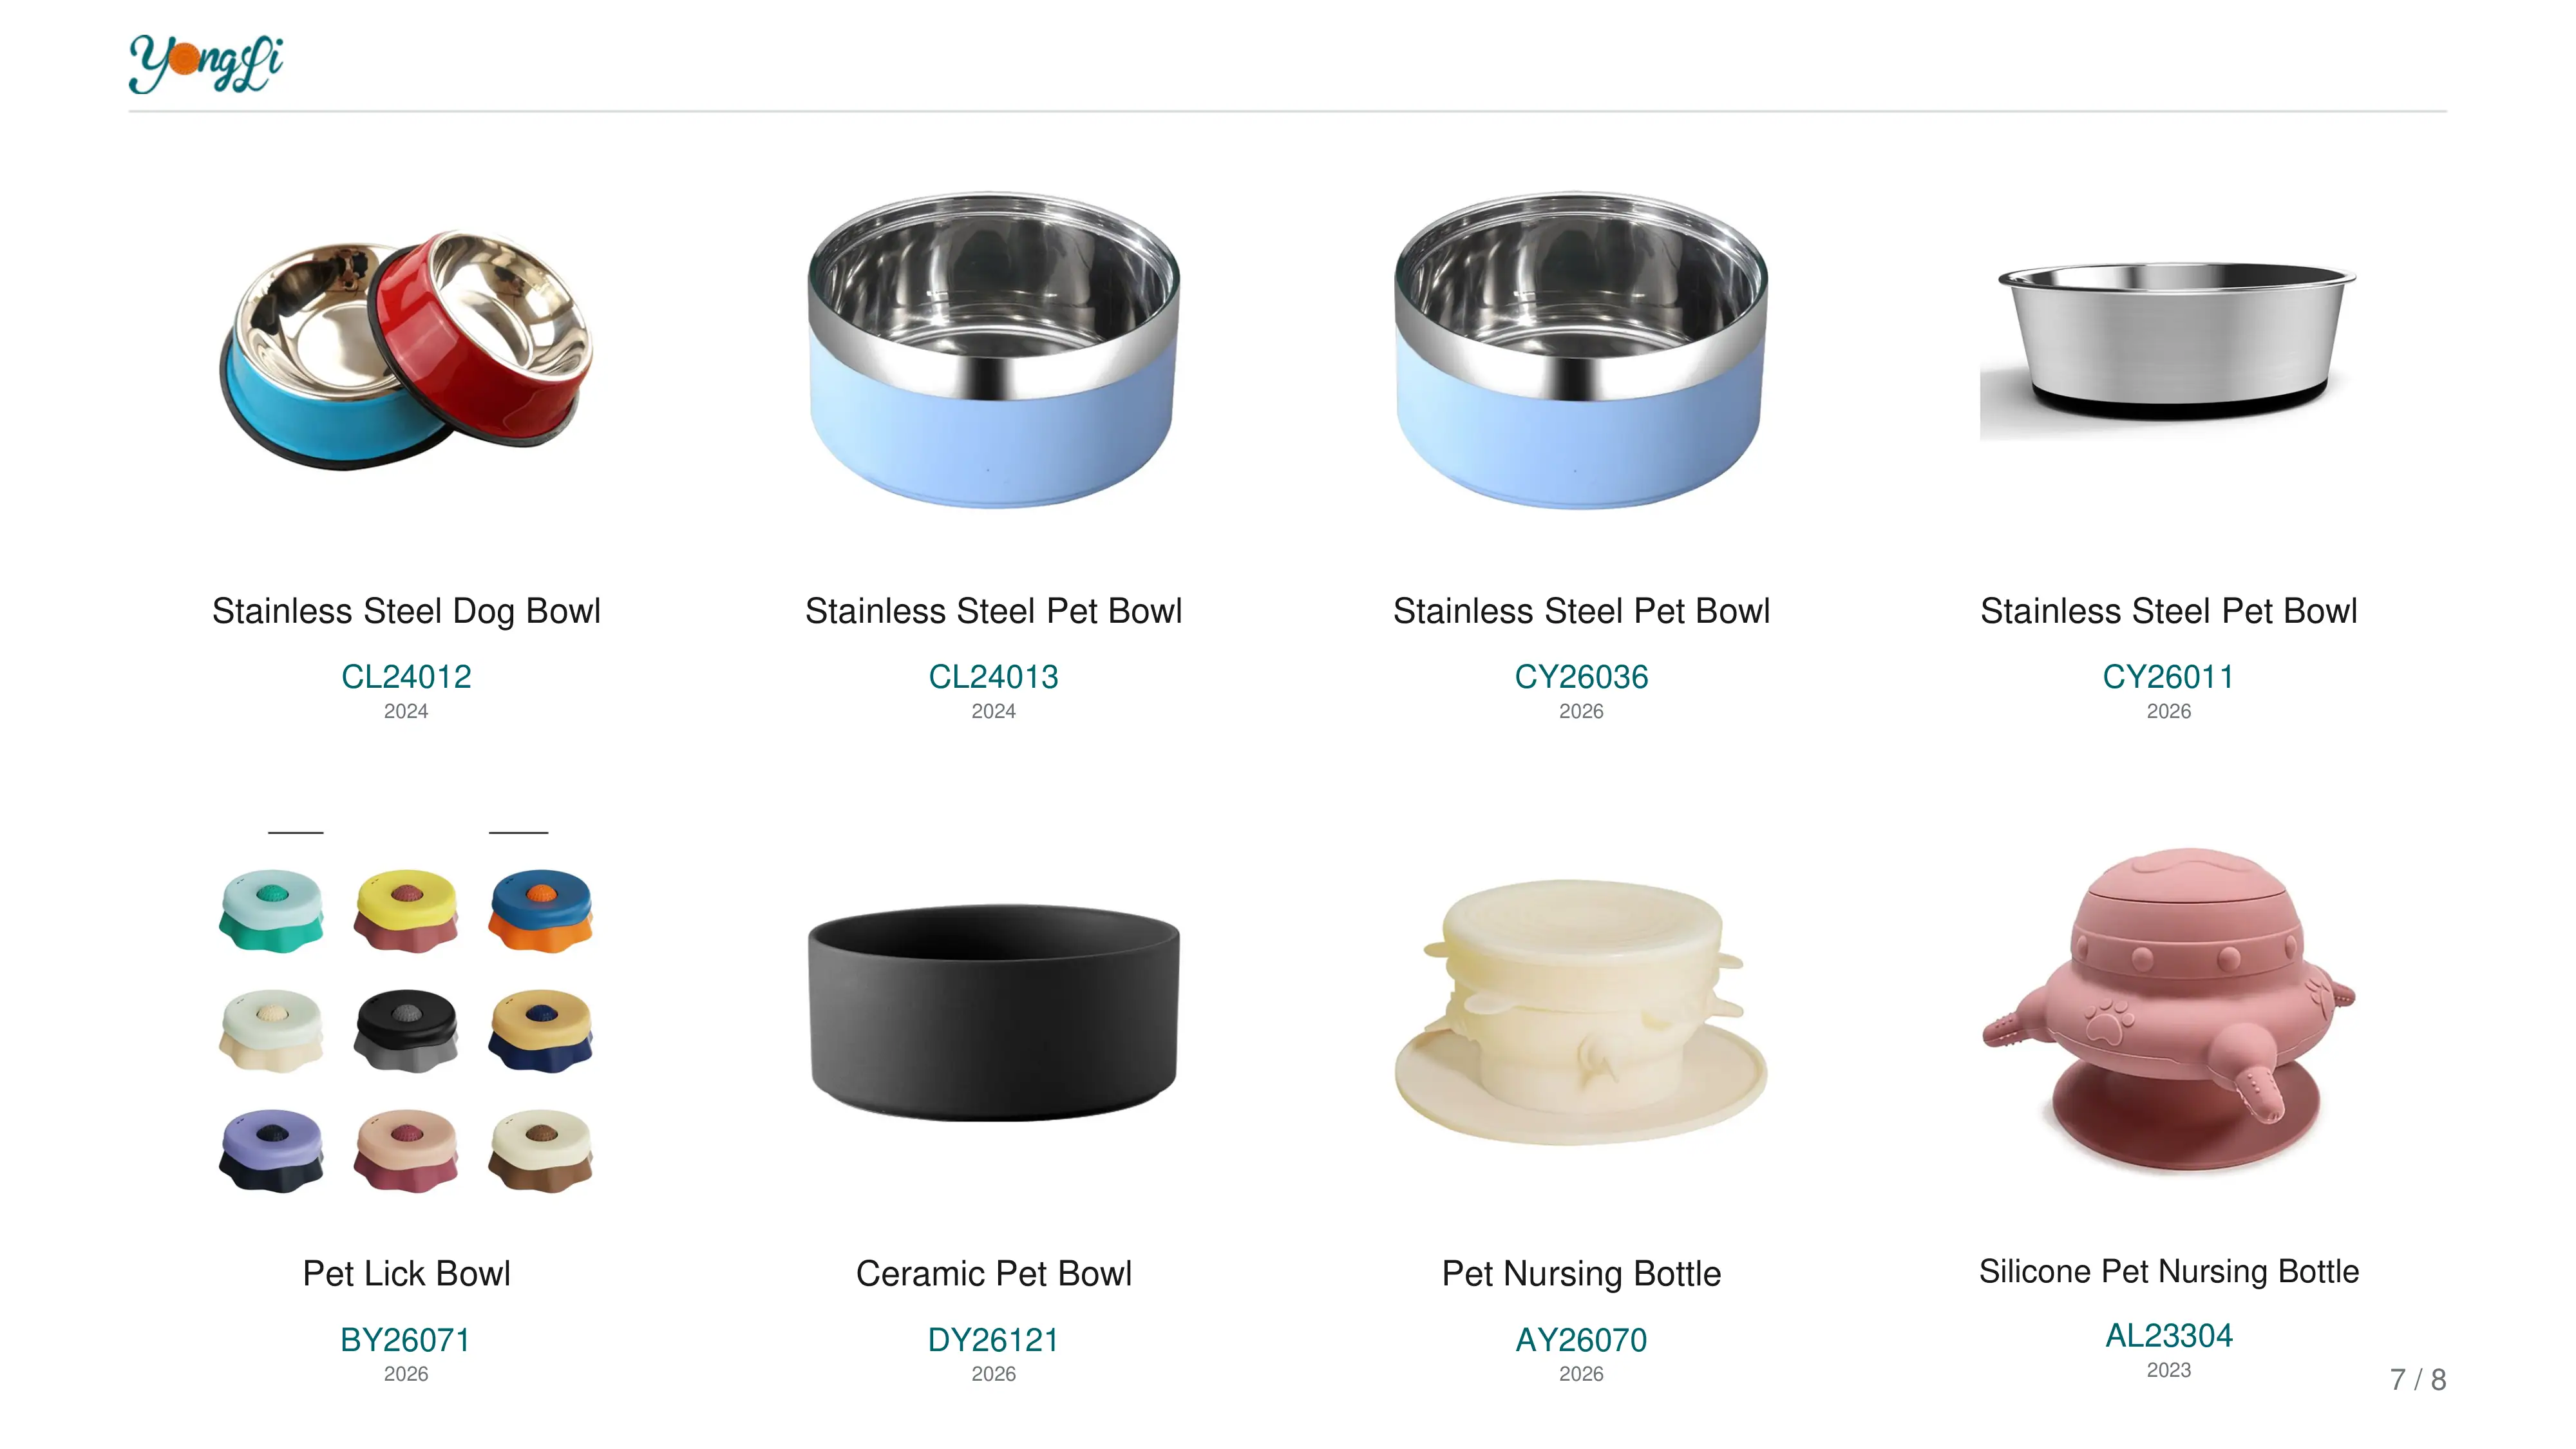 YongLi
Stainless Steel Dog Bowl
CL24012
2024
Stainless Steel Pet Bowl
CL24013
2024
Stainless Steel Pet Bowl
CY26036
2026
Stainless Steel Pet Bowl
CY26011
2026
Pet Lick Bowl
BY26071
2026
Ceramic Pet Bowl
DY26121
2026
Pet Nursing Bottle
AY26070
2026
Silicone Pet Nursing Bottle
AL23304
2023
7 / 8